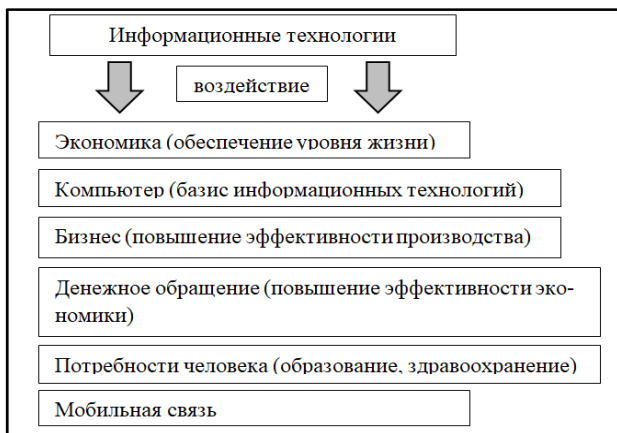 Информационные технологии
воздействие
Экономика (обеспечение уровня жизни)
Компьютер (базис информационных технологий)
Бизнес (повышение эффективности производства)
Денежное обращение (повышение эффективности эко-
номики)
Потребности человека (образование, здравоохранение)
Мобильная связь